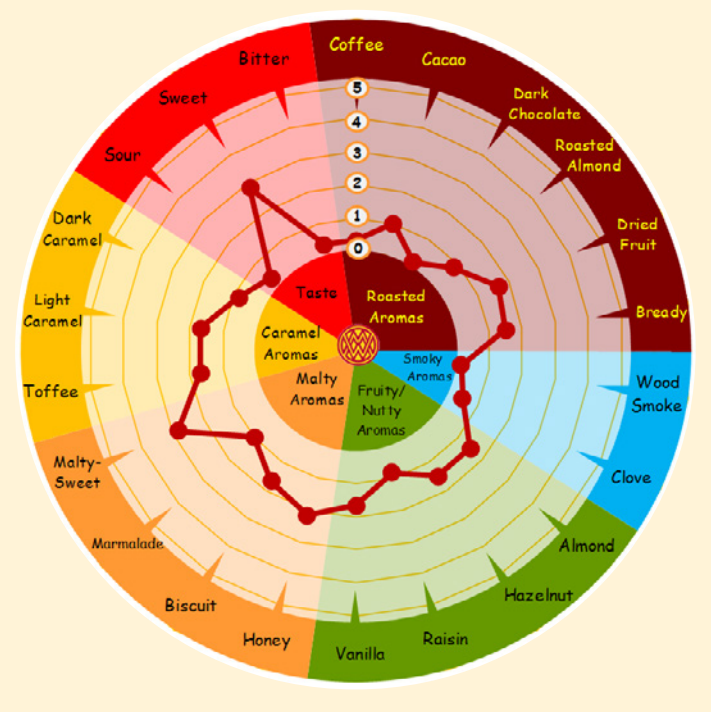 Coffee
Cacao
Dark
Chocolate
Roasted
Almond
Dried
Fruit
Bready
Wood
Smoke
Clove
Almond
Hazelnut
Raisin
Vanilla
Honey
Biscuit
Marmalade
Malty-
Sweet
Toffee
Light
Caramel
Dark
Caramel
Sour
Sweet
Bitter
5
4
3
2
1
0
Taste
Roasted
Aromas
Caramel
Aromas
Smoky
Aromas
Malty
Aromas
Fruity/
Nutty
Aromas